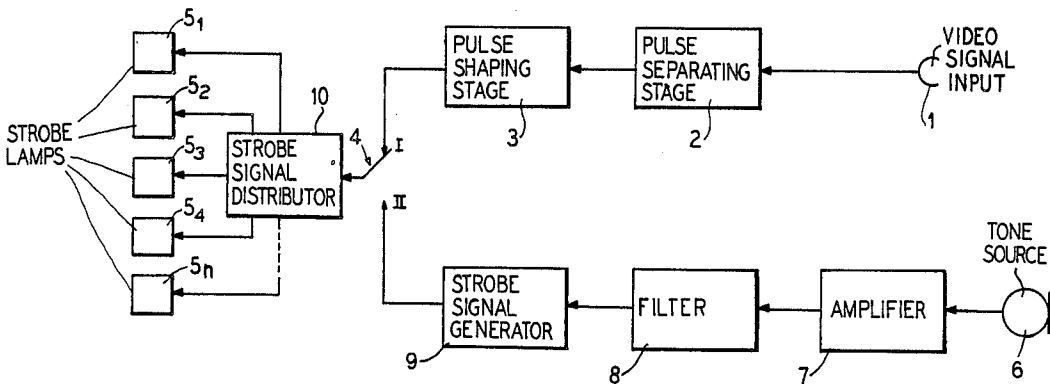 5₁
5₂
5₃
5₄
5n
STROBE
LAMPS
10
STROBE
SIGNAL
DISTRIBUTOR
4
I
II
PULSE
SHAPING
STAGE
3
PULSE
SEPARATING
STAGE
2
VIDEO
SIGNAL
INPUT
1
STROBE
SIGNAL
GENERATOR
9
FILTER
8
AMPLIFIER
7
TONE
SOURCE
6